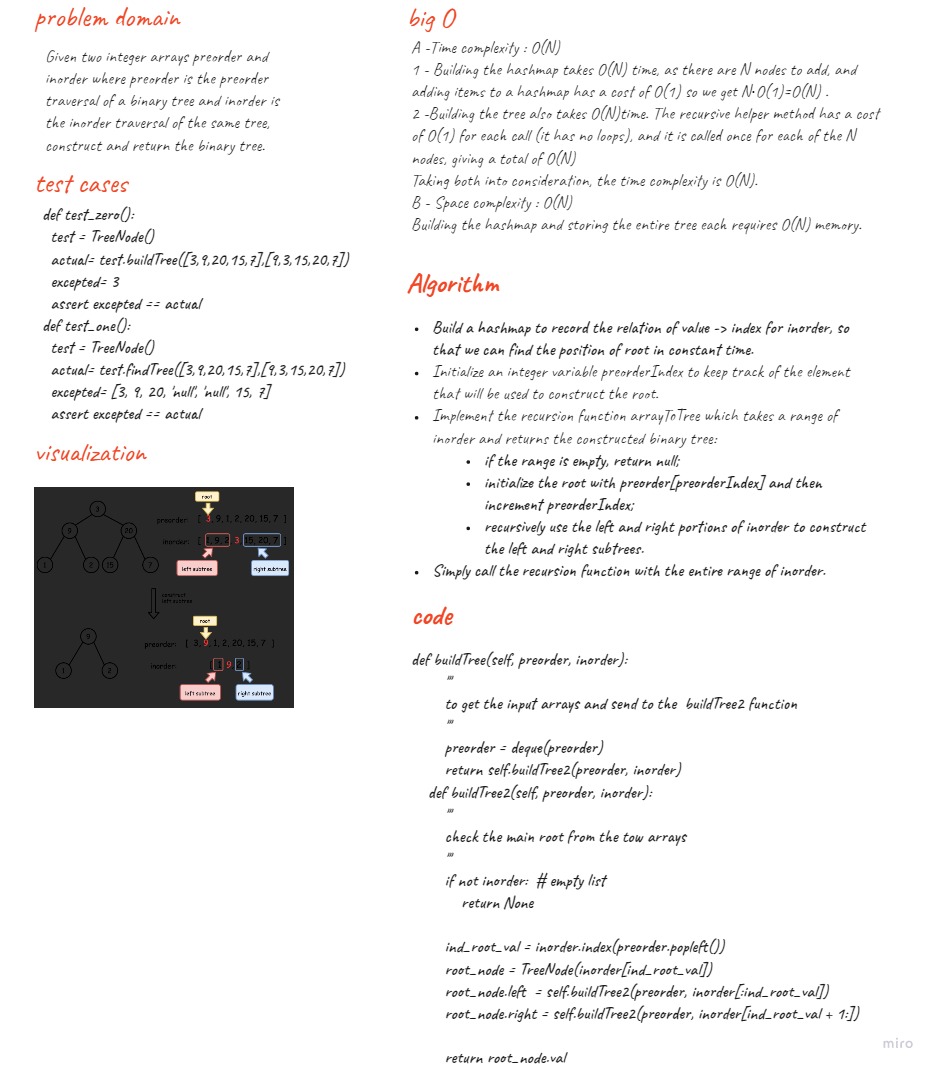 problem domain
Given two integer arrays preorder and
inorder where preorder is the preorder
traversal of a binary tree and inorder is
the inorder traversal of the same tree,
construct and return the binary tree.
test cases
def test_zero():
test = TreeNode()
actual= test.buildTree([3,9,20,15,7],[9,3,15,20,7])
excepted= 3
assert excepted == actual
def test_one():
test = TreeNode()
actual= test.findTree([3,9,20,15,7],[9,3,15,20,7])
excepted= [3, 9, 20, 'null', 'null', 15, 7]
assert excepted == actual
visualization
root
3
preorder: [ 3, 9, 1, 2, 20, 15, 7 ]
9 20
inorder: [ 1, 9, 2 3 15, 20, 7 ]
1 2 15 7
left subtree right subtree
construct
left subtree
root
9
preorder: [ 3, 9, 1, 2, 20, 15, 7 ]
inorder: [ 1 9 2 ]
1 2
left subtree right subtree
big O
A -Time complexity : O(N)
1 - Building the hashmap takes O(N) time, as there are N nodes to add, and
adding items to a hashmap has a cost of O(1) so we get N·O(1)=O(N) .
2 -Building the tree also takes O(N)time. The recursive helper method has a cost
of O(1) for each call (it has no loops), and it is called once for each of the N
nodes, giving a total of O(N)
Taking both into consideration, the time complexity is O(N).
B - Space complexity : O(N)
Building the hashmap and storing the entire tree each requires O(N) memory.
Algorithm
• Build a hashmap to record the relation of value -> index for inorder, so
that we can find the position of root in constant time.
• Initialize an integer variable preorderIndex to keep track of the element
that will be used to construct the root.
• Implement the recursion function arrayToTree which takes a range of
inorder and returns the constructed binary tree:
• if the range is empty, return null;
• initialize the root with preorder[preorderIndex] and then
increment preorderIndex;
• recursively use the left and right portions of inorder to construct
the left and right subtrees.
• Simply call the recursion function with the entire range of inorder.
code
def buildTree(self, preorder, inorder):
'''
to get the input arrays and send to the buildTree2 function
'''
preorder = deque(preorder)
return self.buildTree2(preorder, inorder)
def buildTree2(self, preorder, inorder):
'''
check the main root from the tow arrays
'''
if not inorder: # empty list
return None
ind_root_val = inorder.index(preorder.popleft())
root_node = TreeNode(inorder[ind_root_val])
root_node.left = self.buildTree2(preorder, inorder[:ind_root_val])
root_node.right = self.buildTree2(preorder, inorder[ind_root_val + 1:])
return root_node.val
miro